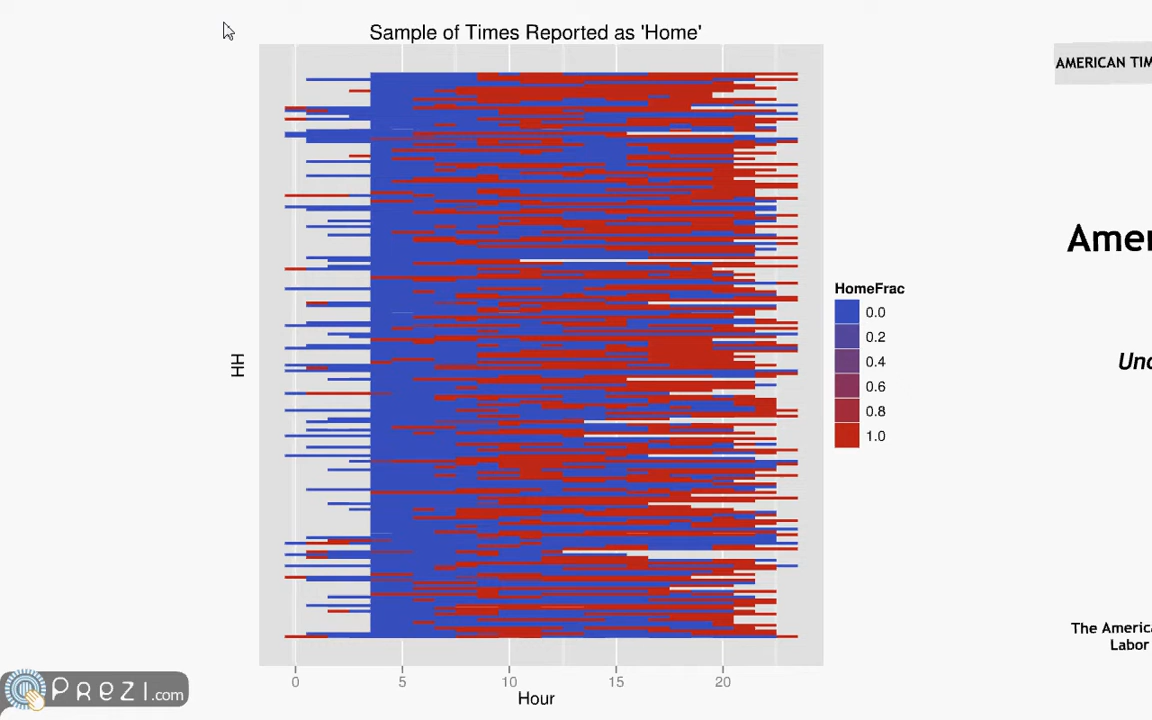 Sample of Times Reported as 'Home'
AMERICAN TIM
Amer
HomeFrac
0.0
0.2
0.4
0.6
0.8
1.0
HH
Unc
The America
Labor
0 5 10 15 20
Hour
Prezi.com